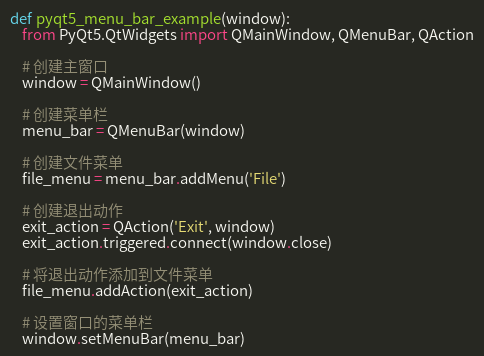 def pyqt5_menu_bar_example(window):
    from PyQt5.QtWidgets import QMainWindow, QMenuBar, QAction

    # 创建主窗口
    window = QMainWindow()

    # 创建菜单栏
    menu_bar = QMenuBar(window)

    # 创建文件菜单
    file_menu = menu_bar.addMenu('File')

    # 创建退出动作
    exit_action = QAction('Exit', window)
    exit_action.triggered.connect(window.close)

    # 将退出动作添加到文件菜单
    file_menu.addAction(exit_action)

    # 设置窗口的菜单栏
    window.setMenuBar(menu_bar)